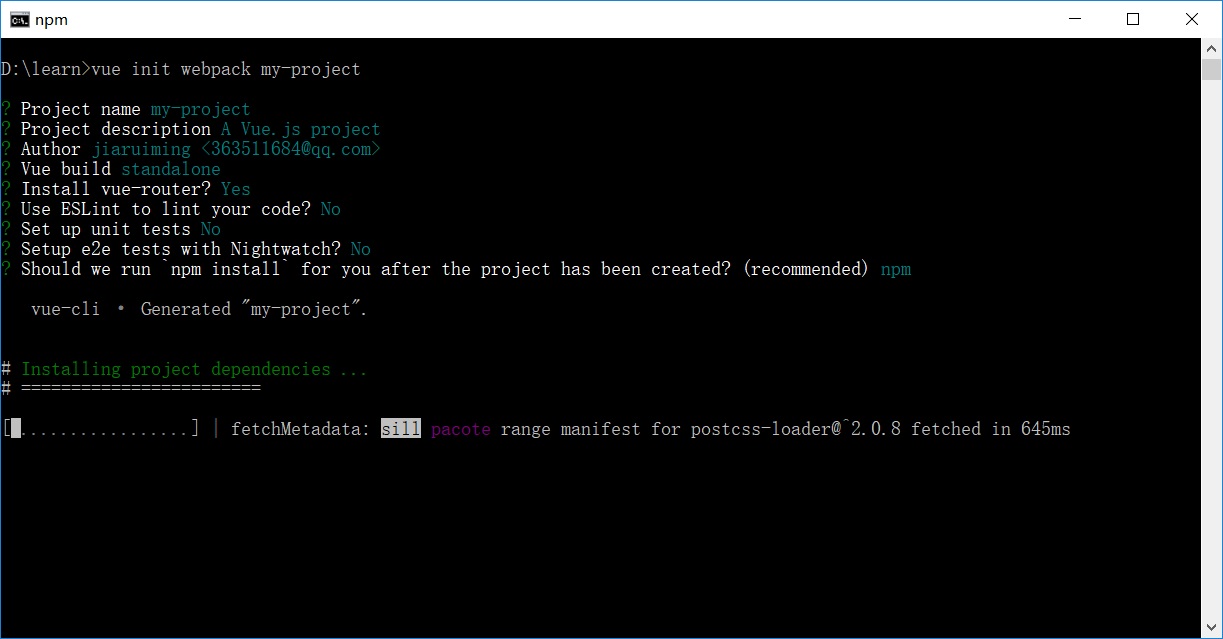 npm
D:\learn>vue init webpack my-project
? Project name my-project
? Project description A Vue.js project
? Author jiaruiming <363511684@qq.com>
? Vue build standalone
? Install vue-router? Yes
? Use ESLint to lint your code? No
? Set up unit tests No
? Setup e2e tests with Nightwatch? No
? Should we run `npm install` for you after the project has been created? (recommended) npm
vue-cli · Generated "my-project".
# Installing project dependencies ...
# ========================
[ .................] | fetchMetadata: sill pacote range manifest for postcss-loader@^2.0.8 fetched in 645ms